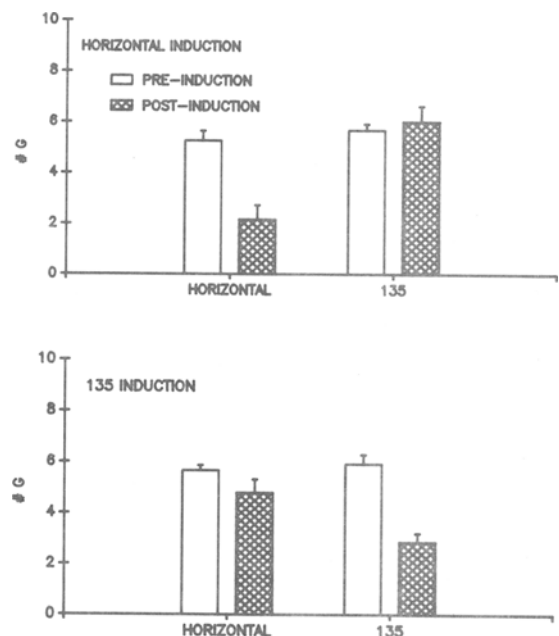 10
HORIZONTAL INDUCTION
8
PRE-INDUCTION
POST-INDUCTION
6
# G
4
2
0
HORIZONTAL 135
10
135 INDUCTION
8
6
# G
4
2
0
HORIZONTAL 135